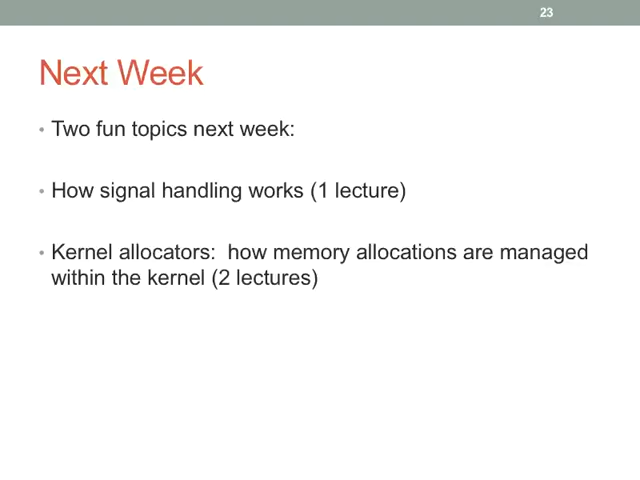 23
Next Week
• Two fun topics next week:
• How signal handling works (1 lecture)
• Kernel allocators:  how memory allocations are managed
within the kernel (2 lectures)